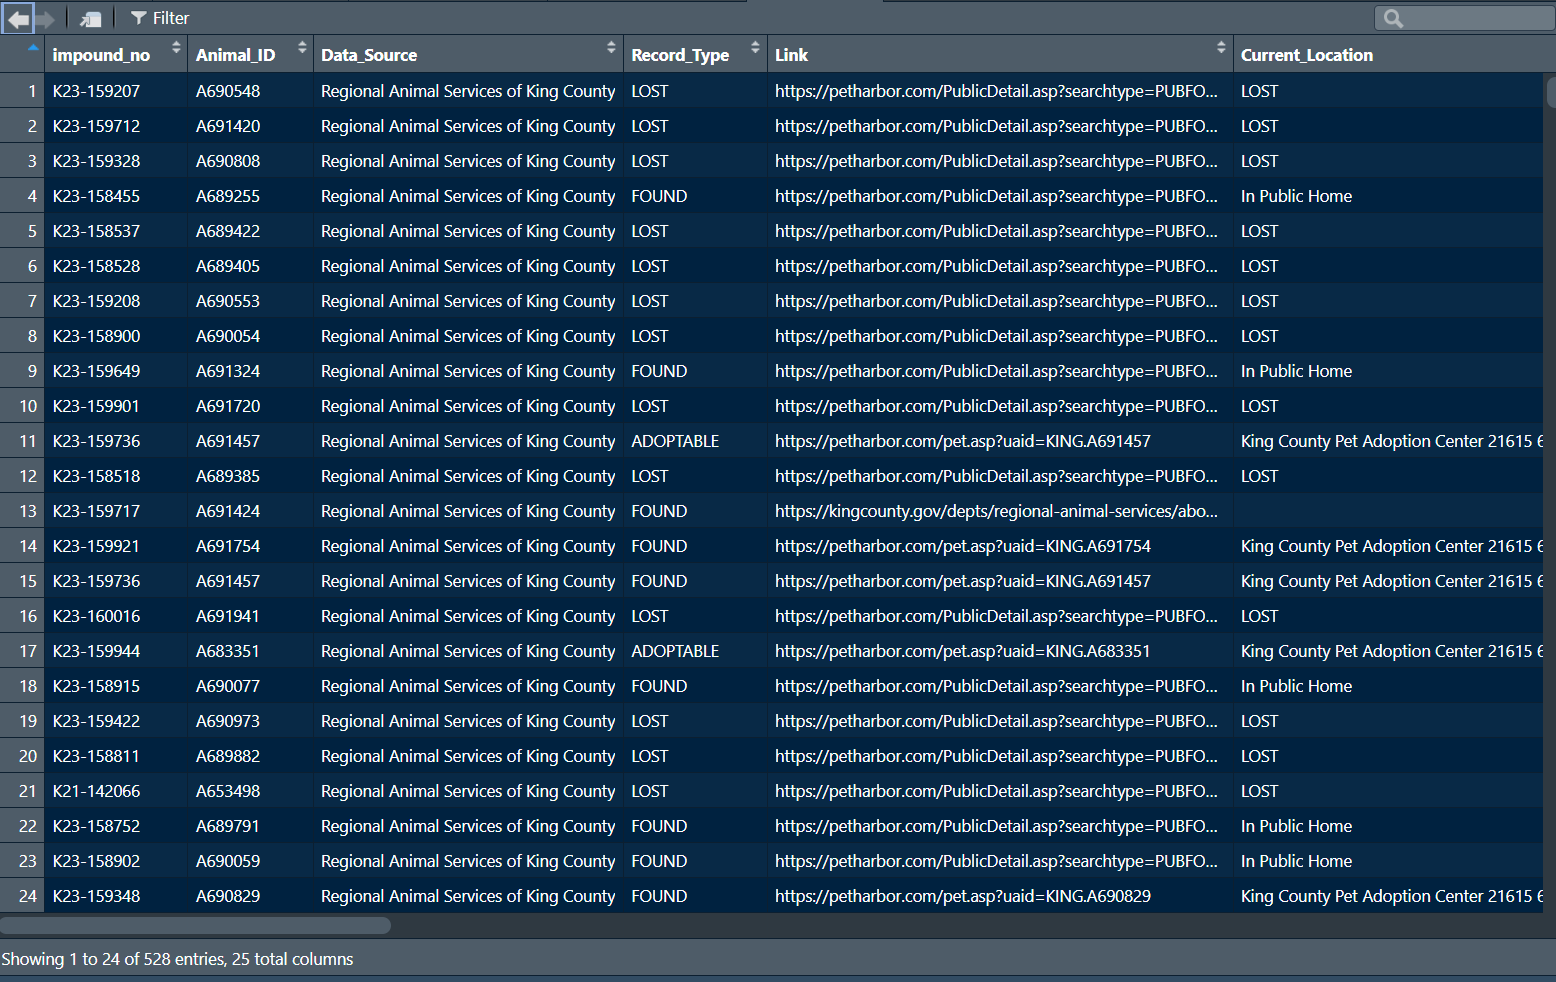 Filter
impound_no Animal_ID Data_Source Record_Type Link Current_Location
1 K23-159207 A690548 Regional Animal Services of King County LOST https://petharbor.com/PublicDetail.asp?searchtype=PUBFO... LOST
2 K23-159712 A691420 Regional Animal Services of King County LOST https://petharbor.com/PublicDetail.asp?searchtype=PUBFO... LOST
3 K23-159328 A690808 Regional Animal Services of King County LOST https://petharbor.com/PublicDetail.asp?searchtype=PUBFO... LOST
4 K23-158455 A689255 Regional Animal Services of King County FOUND https://petharbor.com/PublicDetail.asp?searchtype=PUBFO... In Public Home
5 K23-158537 A689422 Regional Animal Services of King County LOST https://petharbor.com/PublicDetail.asp?searchtype=PUBFO... LOST
6 K23-158528 A689405 Regional Animal Services of King County LOST https://petharbor.com/PublicDetail.asp?searchtype=PUBFO... LOST
7 K23-159208 A690553 Regional Animal Services of King County LOST https://petharbor.com/PublicDetail.asp?searchtype=PUBFO... LOST
8 K23-158900 A690054 Regional Animal Services of King County LOST https://petharbor.com/PublicDetail.asp?searchtype=PUBFO... LOST
9 K23-159649 A691324 Regional Animal Services of King County FOUND https://petharbor.com/PublicDetail.asp?searchtype=PUBFO... In Public Home
10 K23-159901 A691720 Regional Animal Services of King County LOST https://petharbor.com/PublicDetail.asp?searchtype=PUBFO... LOST
11 K23-159736 A691457 Regional Animal Services of King County ADOPTABLE https://petharbor.com/pet.asp?uaid=KING.A691457 King County Pet Adoption Center 21615 6
12 K23-158518 A689385 Regional Animal Services of King County LOST https://petharbor.com/PublicDetail.asp?searchtype=PUBFO... LOST
13 K23-159717 A691424 Regional Animal Services of King County FOUND https://kingcounty.gov/depts/regional-animal-services/abo...
14 K23-159921 A691754 Regional Animal Services of King County FOUND https://petharbor.com/pet.asp?uaid=KING.A691754 King County Pet Adoption Center 21615 6
15 K23-159736 A691457 Regional Animal Services of King County FOUND https://petharbor.com/pet.asp?uaid=KING.A691457 King County Pet Adoption Center 21615 6
16 K23-160016 A691941 Regional Animal Services of King County LOST https://petharbor.com/PublicDetail.asp?searchtype=PUBFO... LOST
17 K23-159944 A683351 Regional Animal Services of King County ADOPTABLE https://petharbor.com/pet.asp?uaid=KING.A683351 King County Pet Adoption Center 21615 6
18 K23-158915 A690077 Regional Animal Services of King County FOUND https://petharbor.com/PublicDetail.asp?searchtype=PUBFO... In Public Home
19 K23-159422 A690973 Regional Animal Services of King County LOST https://petharbor.com/PublicDetail.asp?searchtype=PUBFO... LOST
20 K23-158811 A689882 Regional Animal Services of King County LOST https://petharbor.com/PublicDetail.asp?searchtype=PUBFO... LOST
21 K21-142066 A653498 Regional Animal Services of King County LOST https://petharbor.com/PublicDetail.asp?searchtype=PUBFO... LOST
22 K23-158752 A689791 Regional Animal Services of King County FOUND https://petharbor.com/PublicDetail.asp?searchtype=PUBFO... In Public Home
23 K23-158902 A690059 Regional Animal Services of King County FOUND https://petharbor.com/PublicDetail.asp?searchtype=PUBFO... In Public Home
24 K23-159348 A690829 Regional Animal Services of King County FOUND https://petharbor.com/pet.asp?uaid=KING.A690829 King County Pet Adoption Center 21615 6
Showing 1 to 24 of 528 entries, 25 total columns